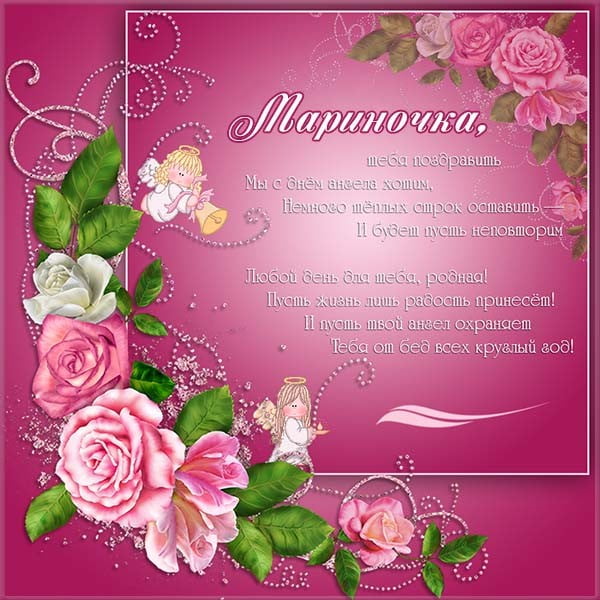 Мариночка,
тебя поздравить
Мы с днём ангела хотим,
Немного тёплых строк оставить —
И будет пусть неповторим
Любой день для тебя, родная!
Пусть жизнь лишь радость принесёт!
И пусть твой ангел охраняет
Тебя от бед всех круглый год!